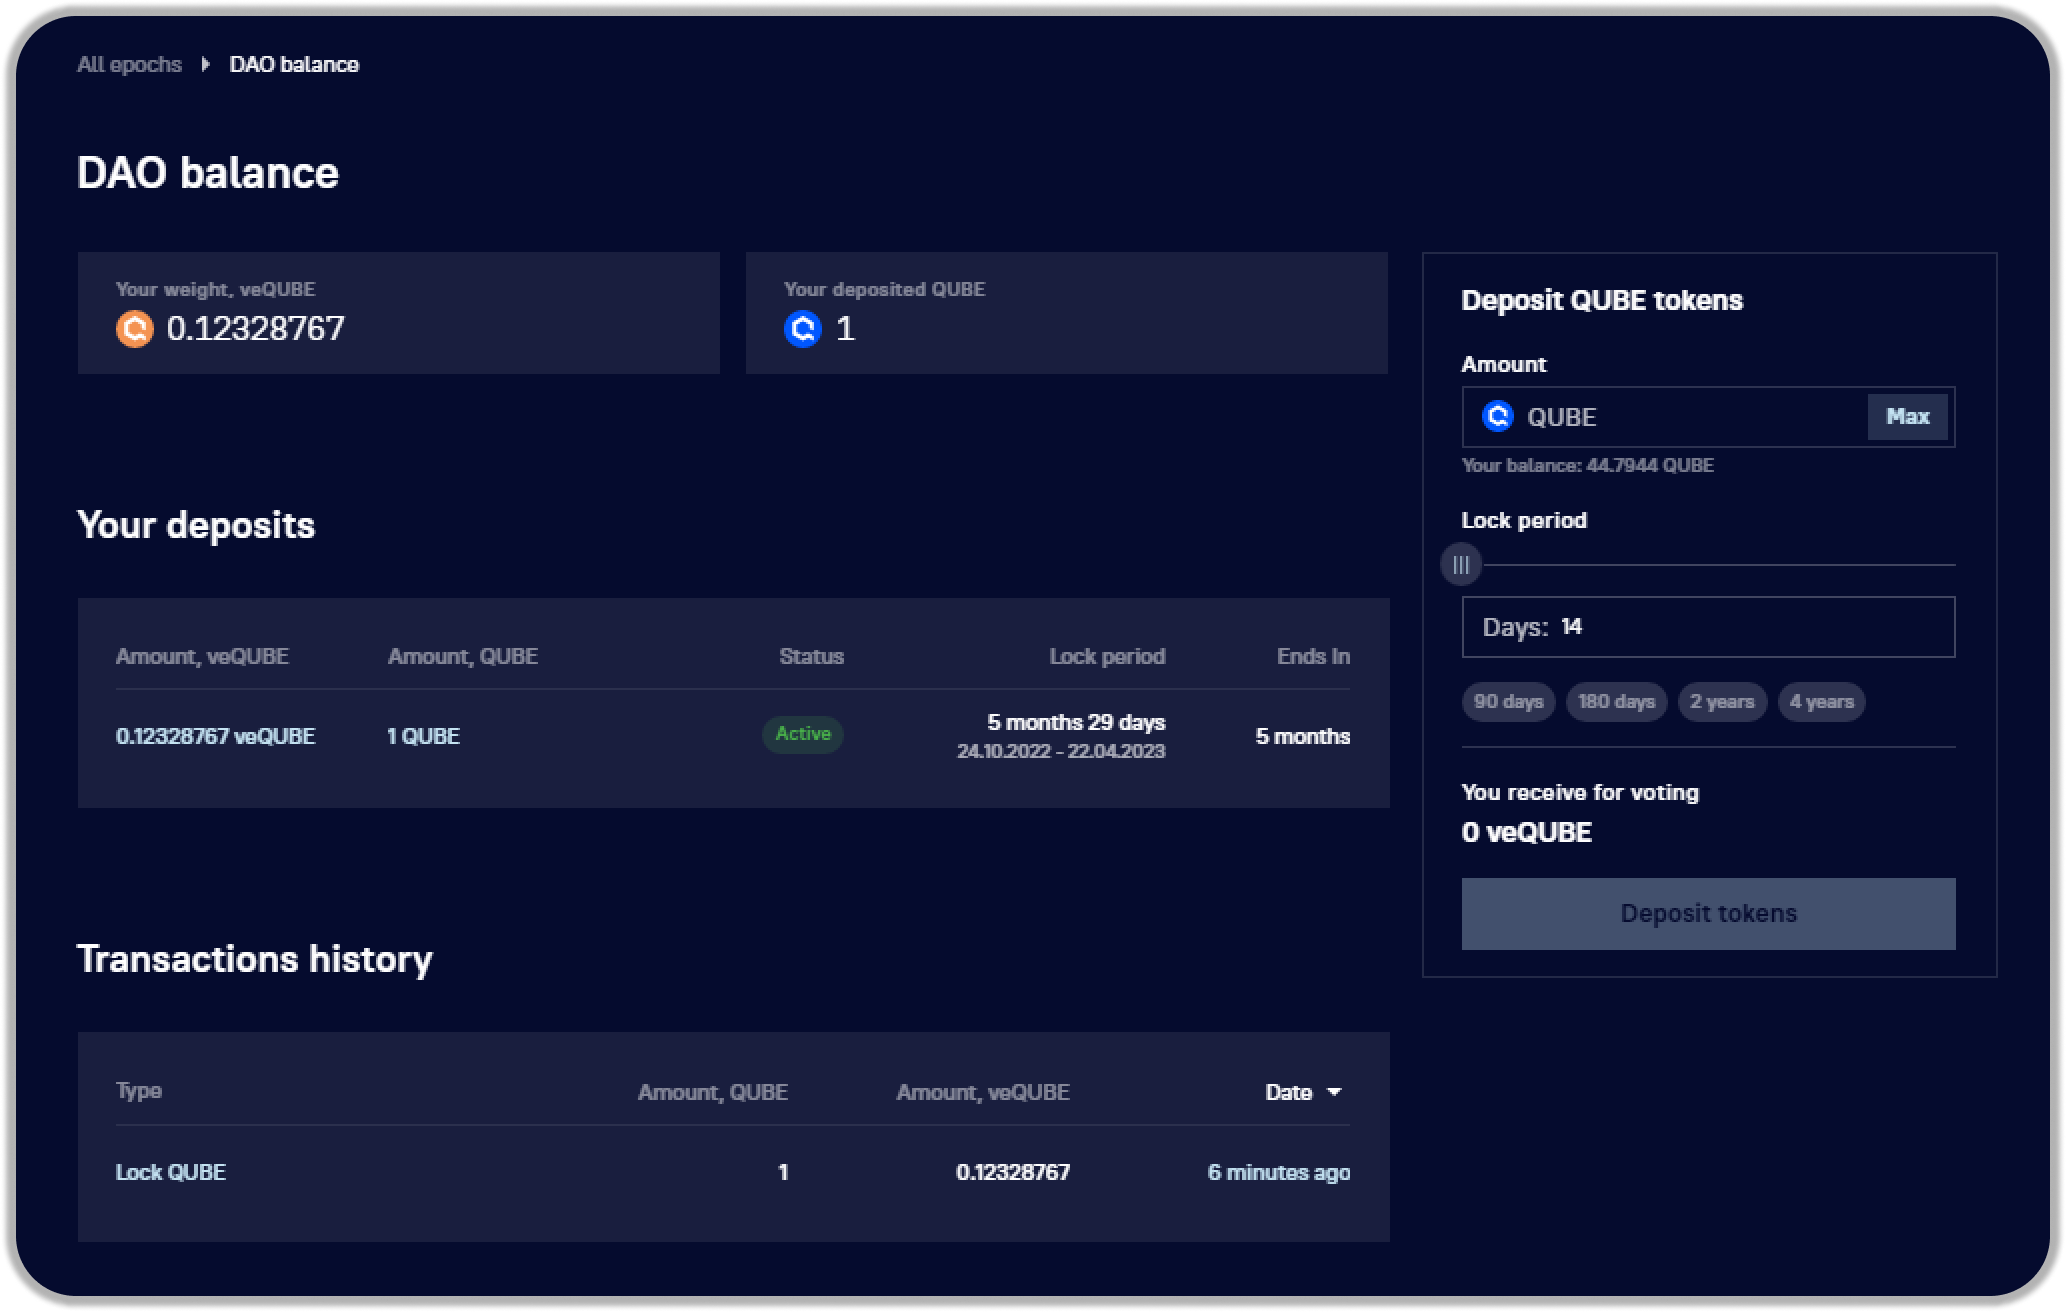 All epochs DAO balance
DAO balance
Your weight, veQUBE
0.12328767
Your deposited QUBE
1
Your deposits
Amount, veQUBE Amount, QUBE Status Lock period Ends In
0.12328767 veQUBE 1 QUBE Active 5 months 29 days 5 months
24.10.2022 - 22.04.2023
Transactions history
Type Amount, QUBE Amount, veQUBE Date
Lock QUBE 1 0.12328767 6 minutes ago
Deposit QUBE tokens
Amount
QUBE Max
Your balance: 44.7944 QUBE
Lock period
Days: 14
90 days 180 days 2 years 4 years
You receive for voting
0 veQUBE
Deposit tokens